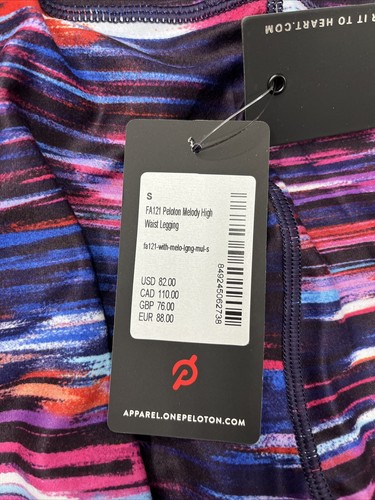 R IT TO HEART.COM
S
FA121 Peloton Melody High
Waist Legging
fa121-with-melo-lgng-mul-s
USD 82.00
CAD 110.00
GBP 76.00
EUR 88.00
849245062738
APPAREL.ONEPELOTON.COM